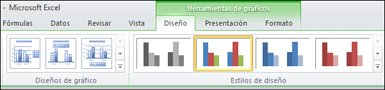 - Microsoft Excel
Herramientas de gráficos
Fórmulas Datos Revisar Vista Diseño Presentación Formato
Diseños de gráfico
Estilos de diseño